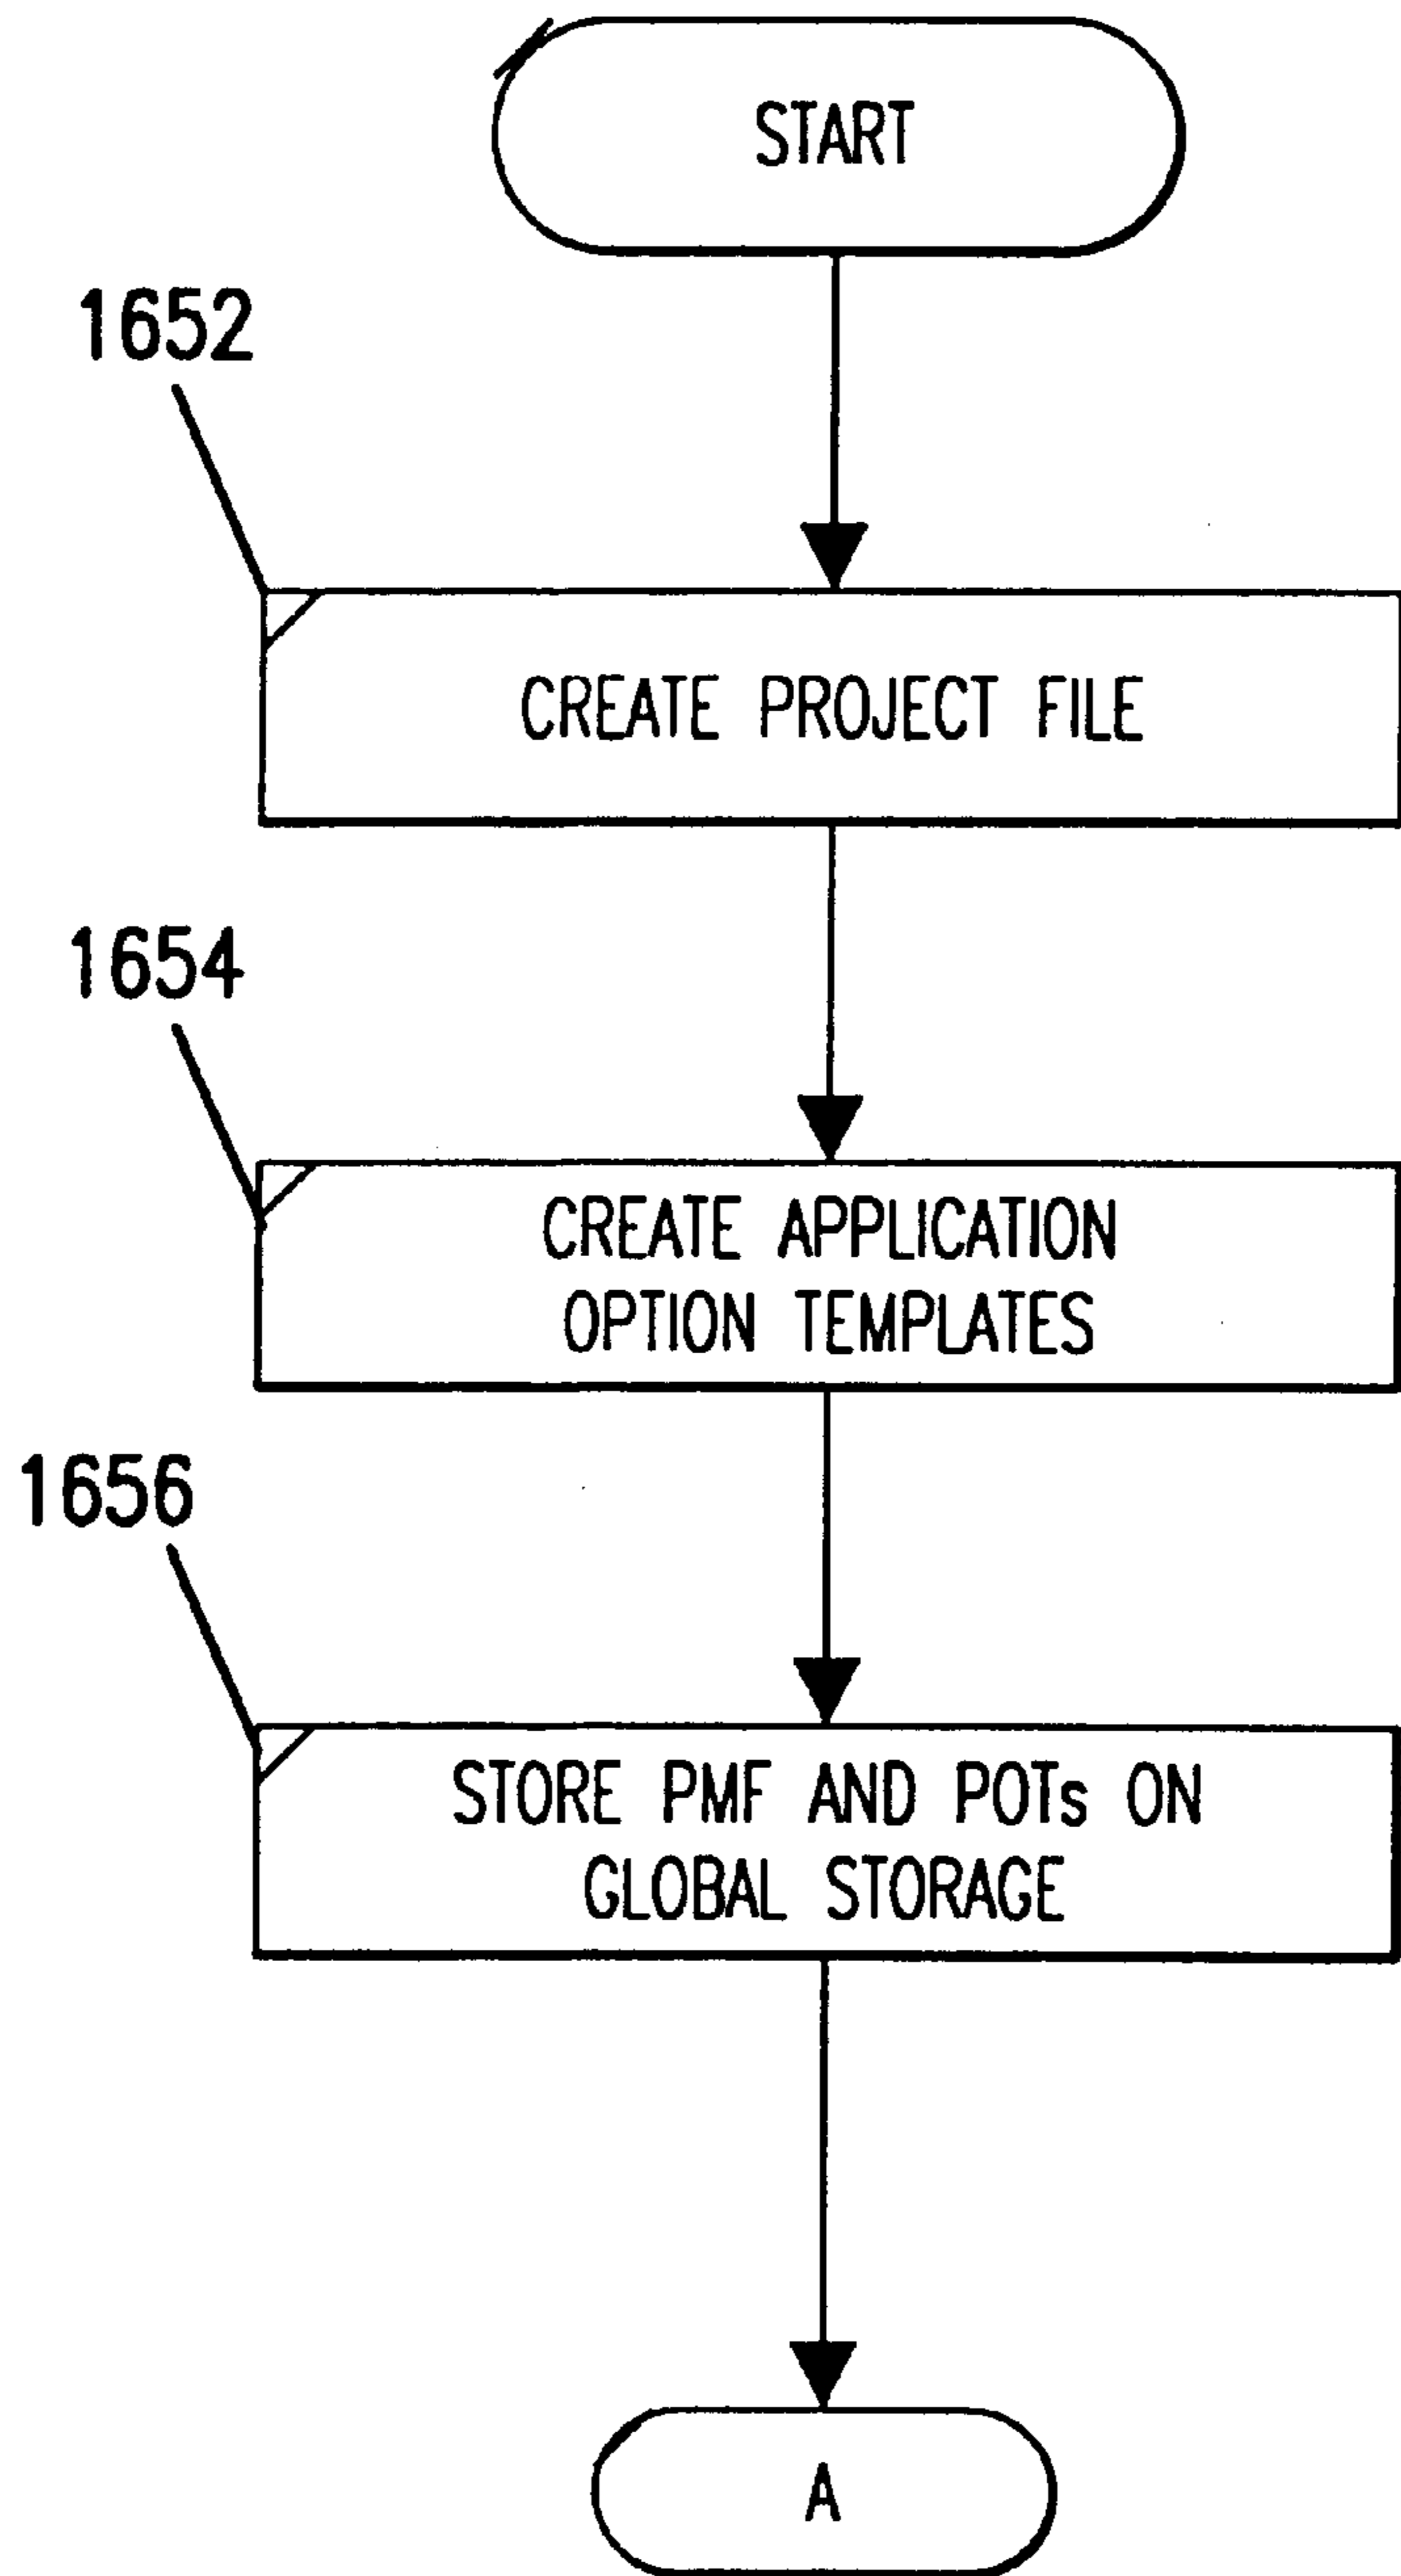 START
1652
CREATE PROJECT FILE
1654
CREATE APPLICATION
OPTION TEMPLATES
1656
STORE PMF AND POTs ON
GLOBAL STORAGE
A